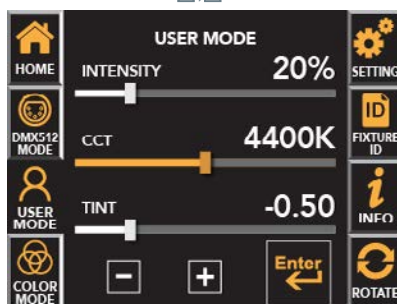 USER MODE
HOME
INTENSITY
20%
SETTING
DMX512
MODE
CCT
4400K
ID
FIXTURE
ID
USER
MODE
TINT
-0.50
i
INFO
COLOR
MODE
-
+
Enter
ROTATE